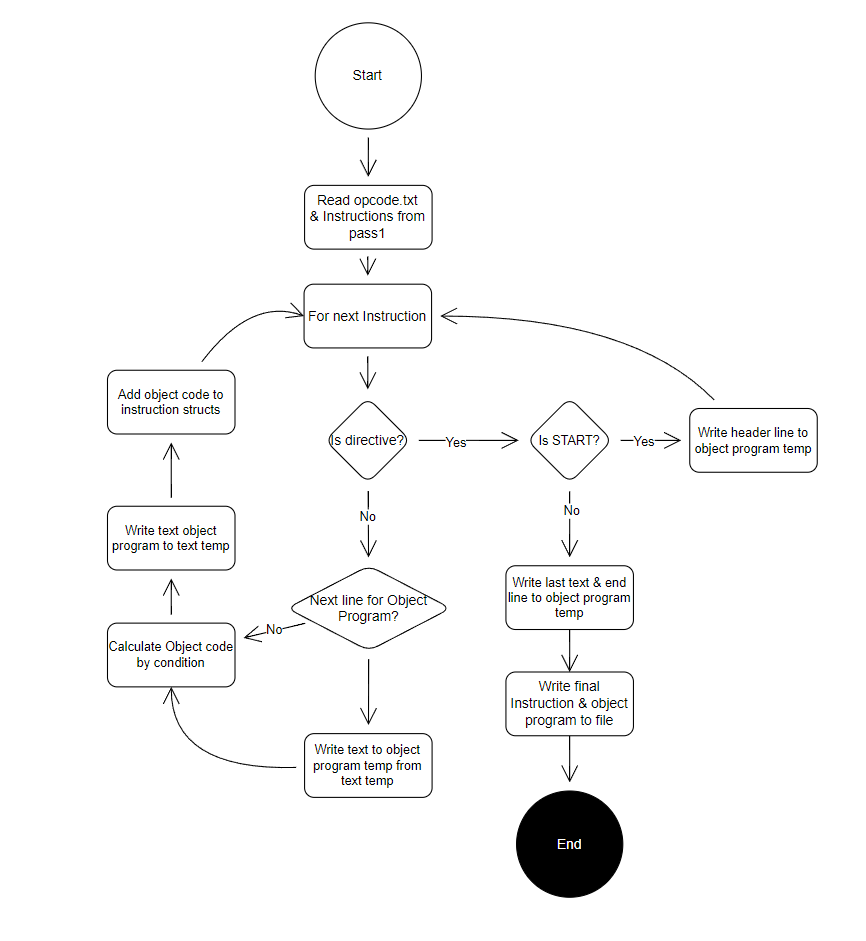 Start
Read opcode.txt
& Instructions from
pass1
For next Instruction
Add object code to
instruction structs
Is directive?
Yes
Is START?
Yes
Write header line to
object program temp
No
No
Write text object
program to text temp
Write last text & end
line to object program
temp
Next line for Object
Program?
No
Calculate Object code
by condition
Write final
Instruction & object
program to file
Write text to object
program temp from
text temp
End